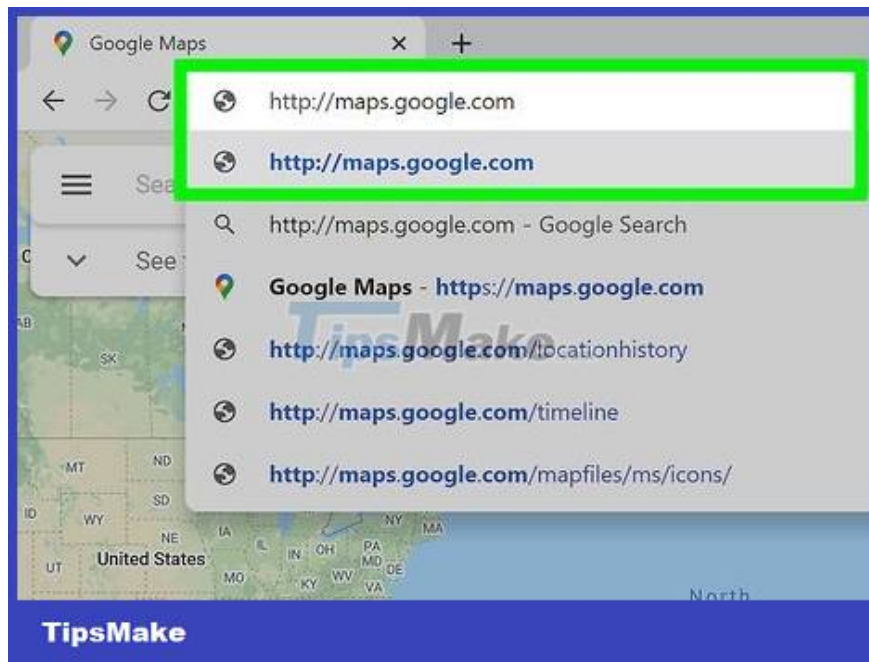 Google Maps
http://maps.google.com
http://maps.google.com
Sea
http://maps.google.com - Google Search
See
Google Maps - https://maps.google.com
TipsMake
http://maps.google.com/locationhistory
AB
SK
http://maps.google.com/timeline
http://maps.google.com/mapfiles/ms/icons/
MT
ND
ID
WY
SD
NY
MA
NE
IA
IL
IN
OH
PA
UT
United States
MD
DE
MO
KY
WV
VA
North
TipsMake